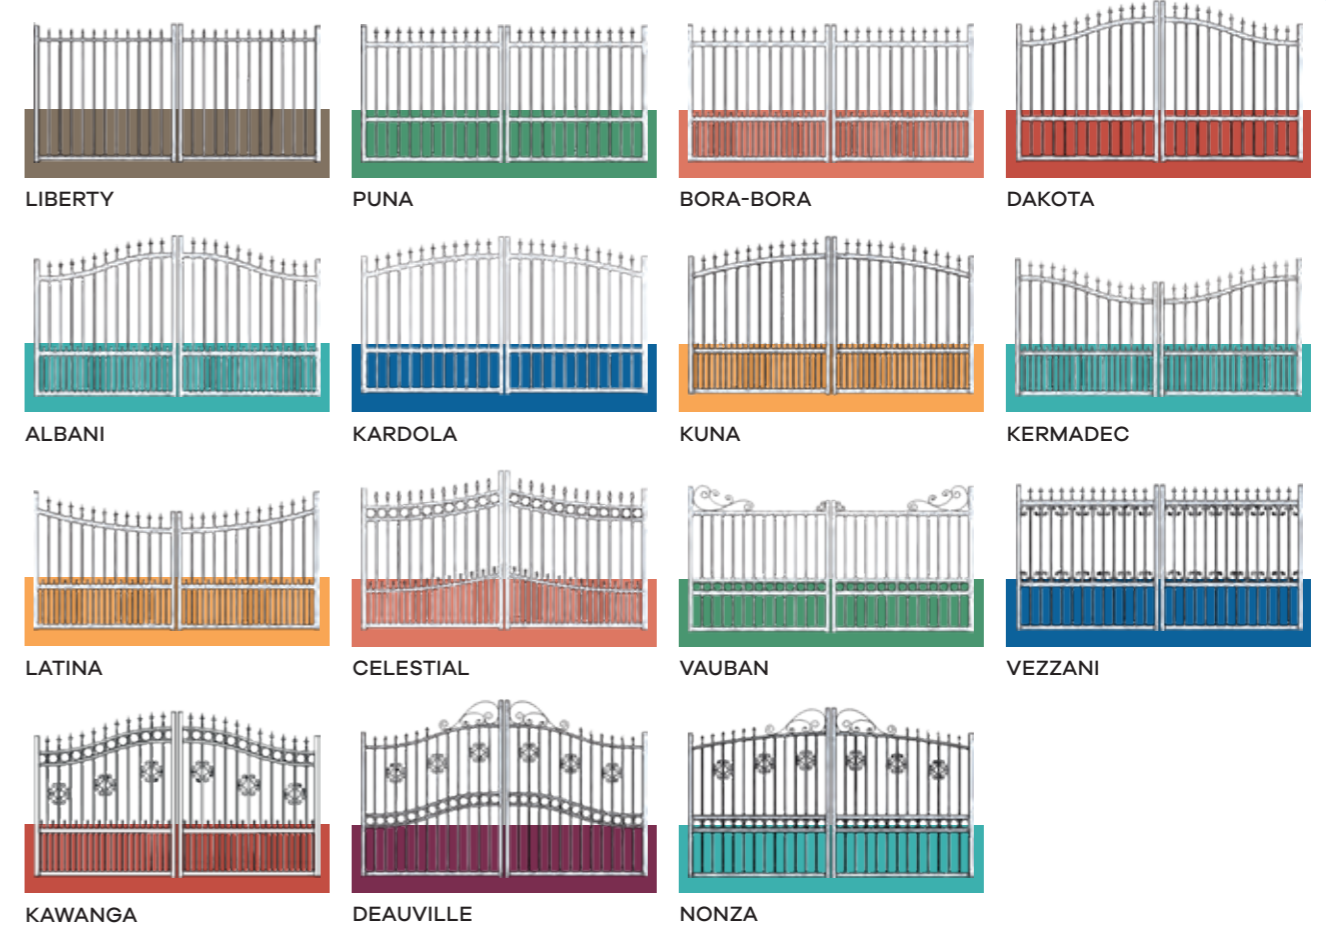 LIBERTY
PUNA
BORA-BORA
DAKOTA
ALBANI
KARDOLA
KUNA
KERMADEC
LATINA
CELESTIAL
VAUBAN
VEZZANI
KAWANGA
DEAUVILLE
NONZA